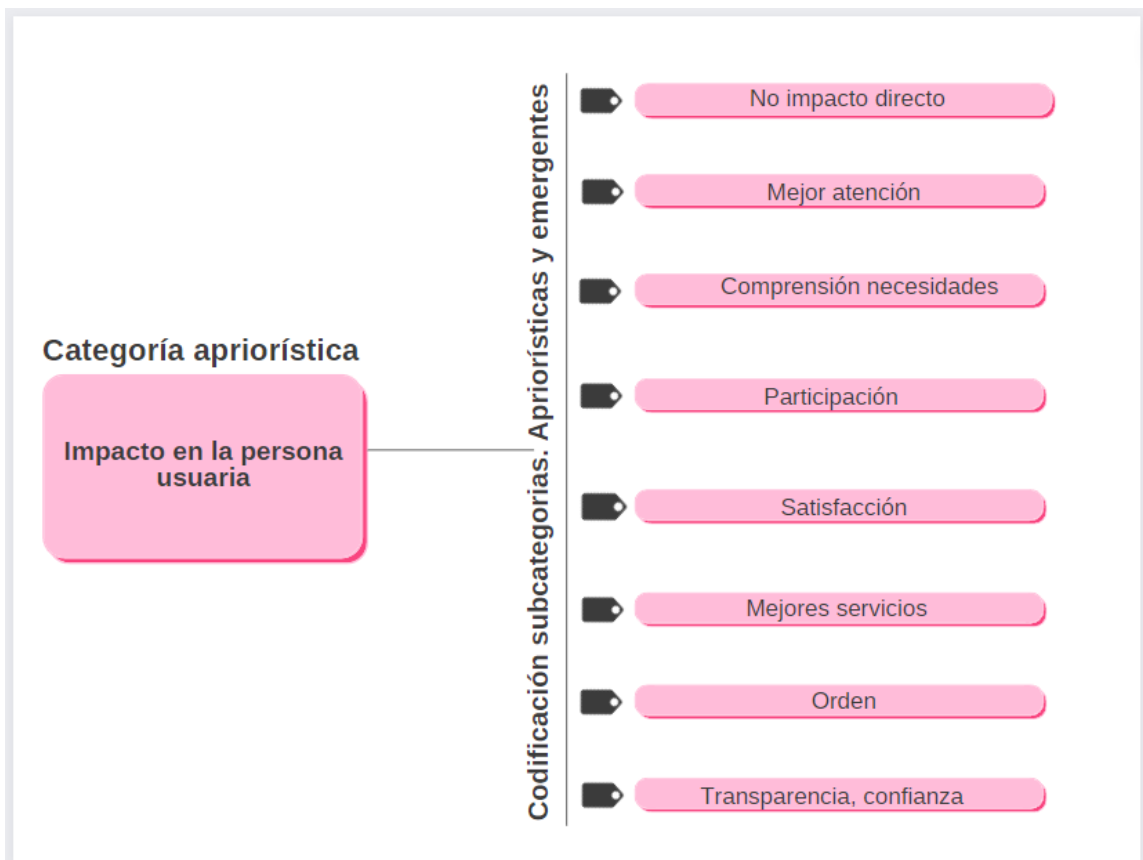 Categoría apriorística
Impacto en la persona
usuaria
Codificación subcategorias. Apriorísticas y emergentes
No impacto directo
Mejor atención
Comprensión necesidades
Participación
Satisfacción
Mejores servicios
Orden
Transparencia, confianza